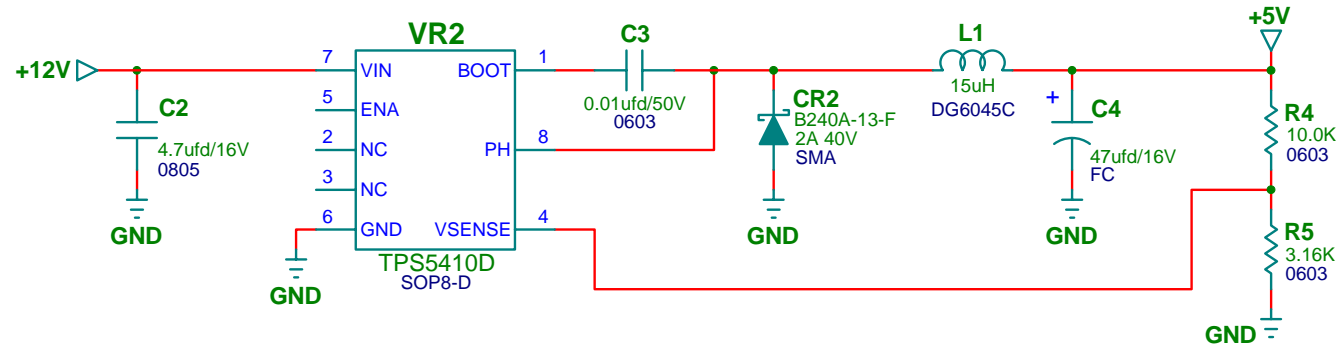 +12V
C2
4.7ufd/16V
0805
GND
VR2
7
VIN
5
ENA
2
NC
3
NC
6
GND
BOOT
1
PH
8
VSENSE
4
TPS5410D
SOP8-D
GND
C3
0.01ufd/50V
0603
CR2
B240A-13-F
2A 40V
SMA
GND
L1
15uH
DG6045C
+
C4
47ufd/16V
FC
GND
+5V
R4
10.0K
0603
R5
3.16K
0603
GND